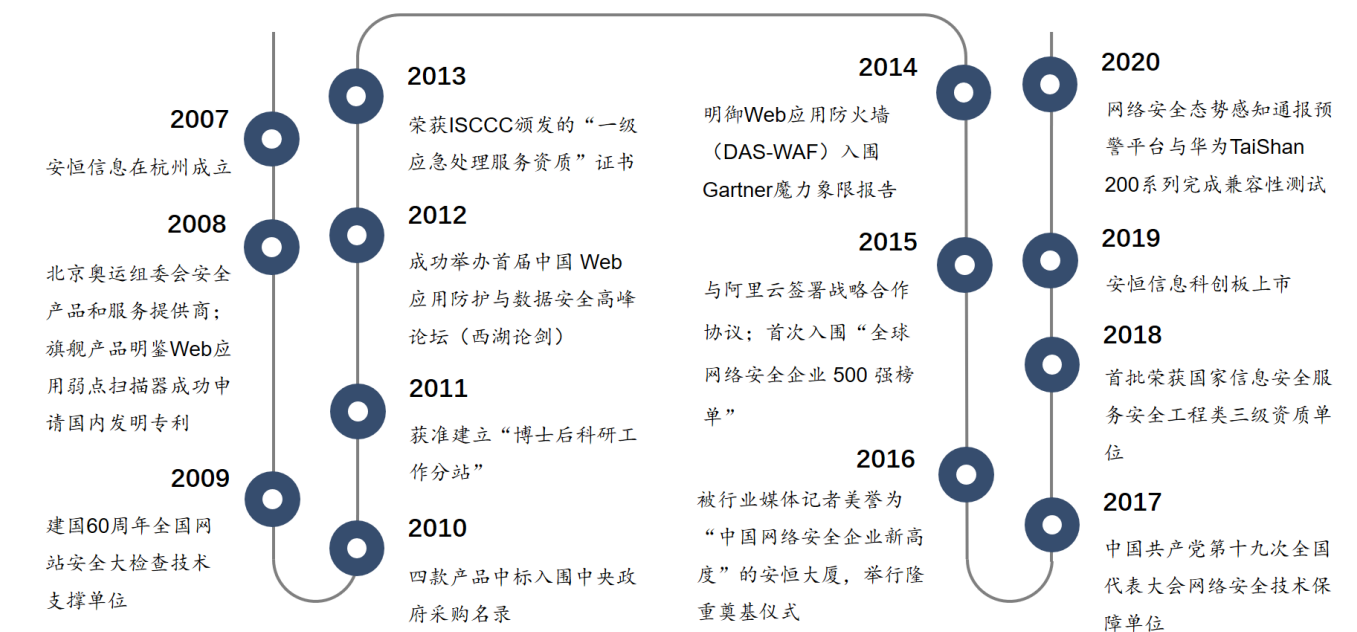 2007
安恒信息在杭州成立
2008
北京奥运组委会安全
产品和服务提供商；
旗舰产品明鉴Web应
用弱点扫描器成功申
请国内发明专利
2009
建国60周年全国网
站安全大检查技术
支撑单位
2010
四款产品中标入围中央政
府采购名录
2011
获准建立“博士后科研工
作分站”
2012
成功举办首届中国 Web
应用防护与数据安全高峰
论坛（西湖论剑）
2013
荣获ISCCC颁发的“一级
应急处理服务资质”证书
2014
明御Web应用防火墙
（DAS-WAF）入围
Gartner魔力象限报告
2015
与阿里云签署战略合作
协议；首次入围“全球
网络安全企业 500 强榜
单”
2016
被行业媒体记者美誉为
“中国网络安全企业新高
度”的安恒大厦，举行隆
重奠基仪式
2017
中国共产党第十九次全国
代表大会网络安全技术保
障单位
2018
首批荣获国家信息安全服
务安全工程类三级资质单
位
2019
安恒信息科创板上市
2020
网络安全态势感知通报预
警平台与华为TaiShan
200系列完成兼容性测试